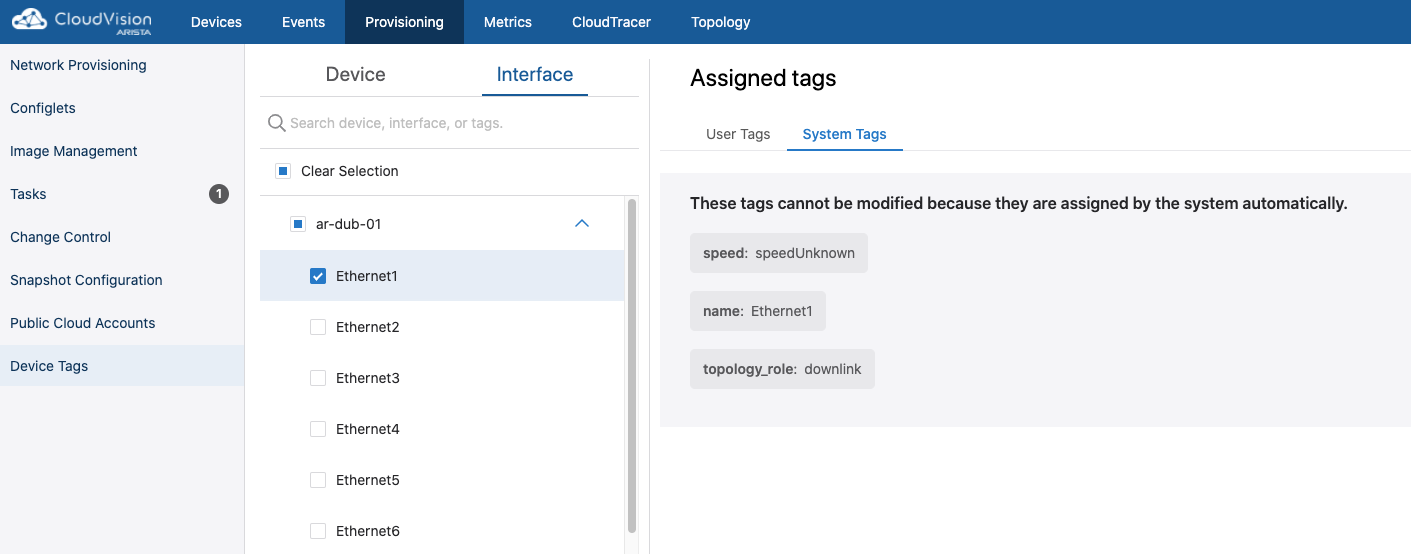 CloudVision
ARISTA
Devices
Events
Provisioning
Metrics
CloudTracer
Topology
Network Provisioning
Configlets
Image Management
Tasks
1
Change Control
Snapshot Configuration
Public Cloud Accounts
Device Tags
Device
Interface
Search device, interface, or tags.
Clear Selection
ar-dub-01
Ethernet1
Ethernet2
Ethernet3
Ethernet4
Ethernet5
Ethernet6
Assigned tags
User Tags
System Tags
These tags cannot be modified because they are assigned by the system automatically.
speed: speedUnknown
name: Ethernet1
topology_role: downlink